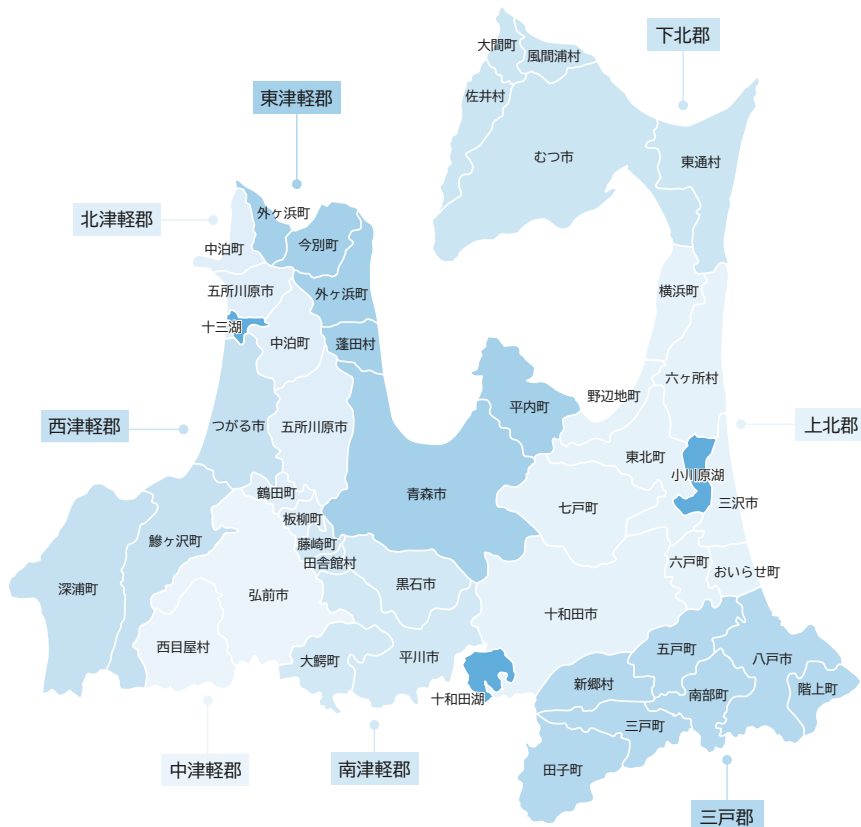 大間町
風間浦村
下北郡
佐井村
東津軽郡
むつ市
東通村
外ヶ浜町
北津軽郡
今別町
中泊町
五所川原市
外ヶ浜町
横浜町
十三湖
中泊町
蓬田村
六ヶ所村
野辺地町
平内町
西津軽郡
つがる市
五所川原市
上北郡
東北町
小川原湖
鶴田町
青森市
三沢市
板柳町
七戸町
鰺ヶ沢町
藤崎町
田舎館村
六戸町
おいらせ町
深浦町
弘前市
黒石市
十和田市
西目屋村
大鰐町
平川市
五戸町
八戸市
新郷村
南部町
階上町
十和田湖
三戸町
中津軽郡
南津軽郡
田子町
三戸郡